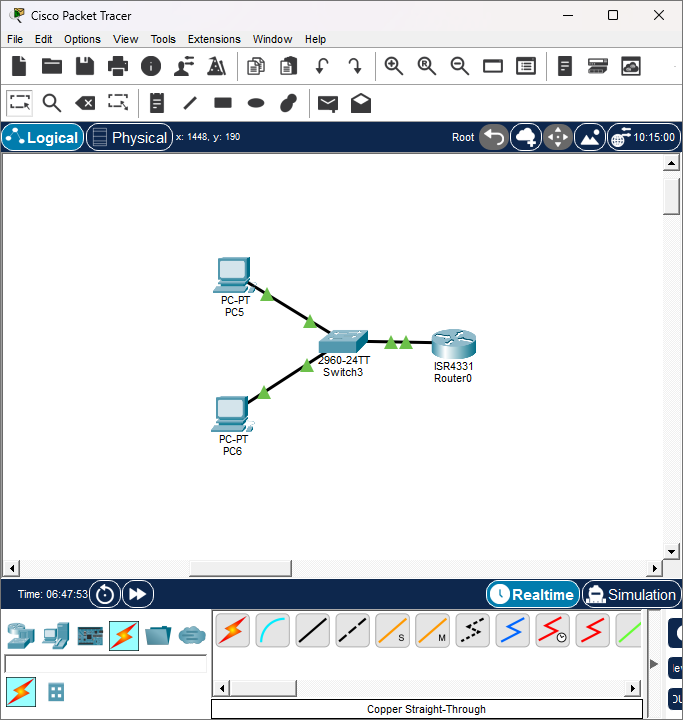 Cisco Packet Tracer
File Edit Options View Tools Extensions Window Help
Logical Physical x: 1448, y: 190 Root 10:15:00
PC-PT
PC5
2960-24TT
Switch3
ISR4331
Router0
PC-PT
PC6
Time: 06:47:53 Realtime Simulation
S M
Copper Straight-Through